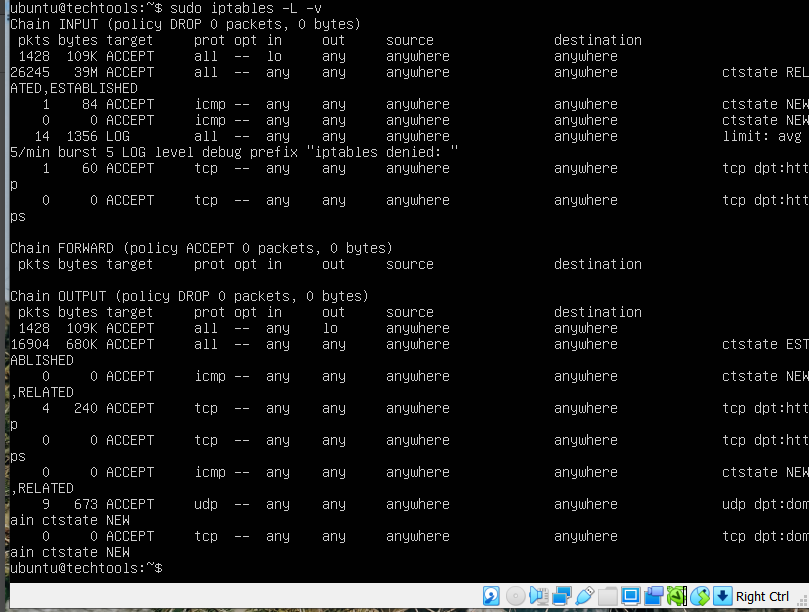 ubuntu@techtools:~$ sudo iptables -L -v
Chain INPUT (policy DROP 0 packets, 0 bytes)
 pkts bytes target     prot opt in     out     source               destination
 1428  109K ACCEPT     all  --  lo     any     anywhere             anywhere
26245   39M ACCEPT     all  --  any    any     anywhere             anywhere             ctstate REL
ATED,ESTABLISHED
    1    84 ACCEPT     icmp --  any    any     anywhere             anywhere             ctstate NEW
    0     0 ACCEPT     icmp --  any    any     anywhere             anywhere             ctstate NEW
   14  1356 LOG        all  --  any    any     anywhere             anywhere             limit: avg
5/min burst 5 LOG level debug prefix "iptables denied: "
    1    60 ACCEPT     tcp  --  any    any     anywhere             anywhere             tcp dpt:htt
p
    0     0 ACCEPT     tcp  --  any    any     anywhere             anywhere             tcp dpt:htt
ps
Chain FORWARD (policy ACCEPT 0 packets, 0 bytes)
 pkts bytes target     prot opt in     out     source               destination
Chain OUTPUT (policy DROP 0 packets, 0 bytes)
 pkts bytes target     prot opt in     out     source               destination
 1428  109K ACCEPT     all  --  any    lo      anywhere             anywhere
16904  680K ACCEPT     all  --  any    any     anywhere             anywhere             ctstate EST
ABLISHED
    0     0 ACCEPT     icmp --  any    any     anywhere             anywhere             ctstate NEW
,RELATED
    4   240 ACCEPT     tcp  --  any    any     anywhere             anywhere             tcp dpt:htt
p
    0     0 ACCEPT     tcp  --  any    any     anywhere             anywhere             tcp dpt:htt
ps
    0     0 ACCEPT     icmp --  any    any     anywhere             anywhere             ctstate NEW
,RELATED
    9   673 ACCEPT     udp  --  any    any     anywhere             anywhere             udp dpt:dom
ain ctstate NEW
    0     0 ACCEPT     tcp  --  any    any     anywhere             anywhere             tcp dpt:dom
ain ctstate NEW
ubuntu@techtools:~$
Right Ctrl